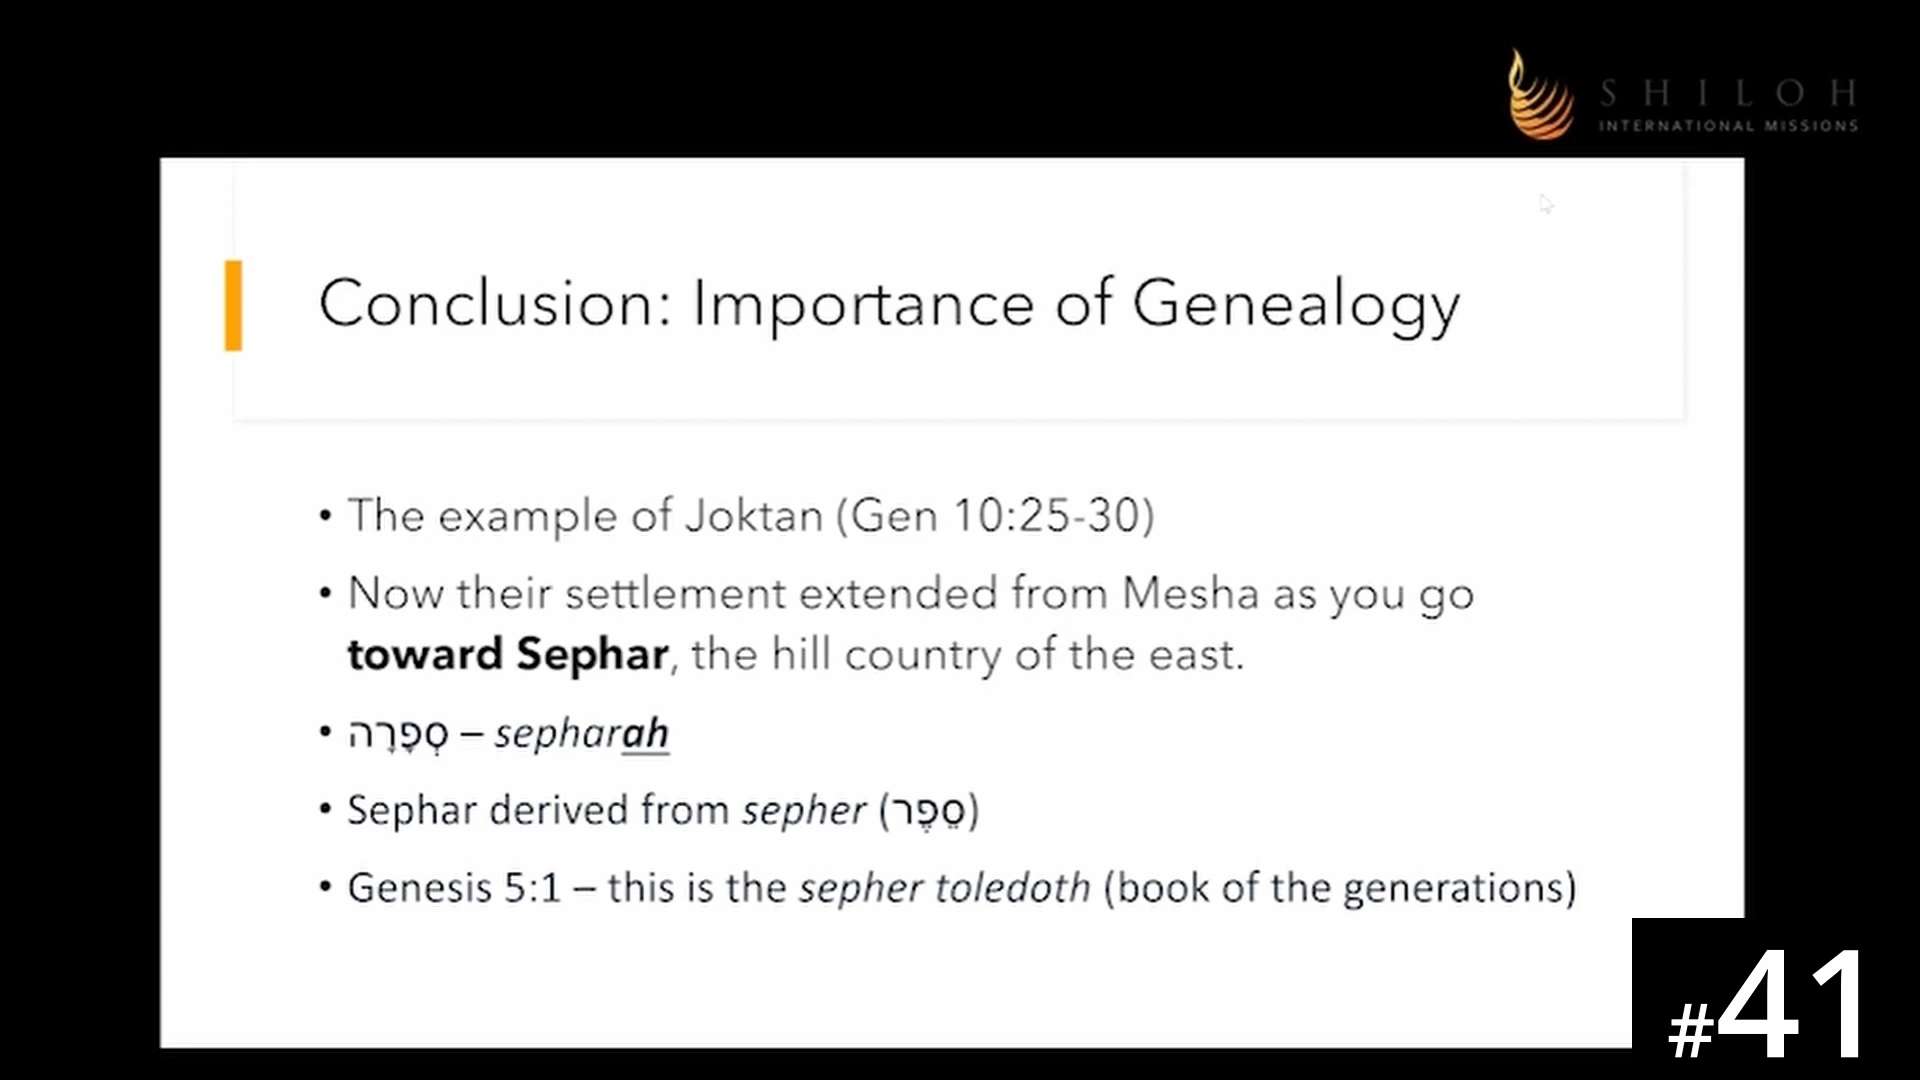 SHILOH
INTERNATIONAL MISSIONS
Conclusion: Importance of Genealogy
• The example of Joktan (Gen 10:25-30)
• Now their settlement extended from Mesha as you go
toward Sephar, the hill country of the east.
• סְפָרָה – sepharah
• Sephar derived from sepher (סֵפֶר)
• Genesis 5:1 – this is the sepher toledoth (book of the generations)
#41